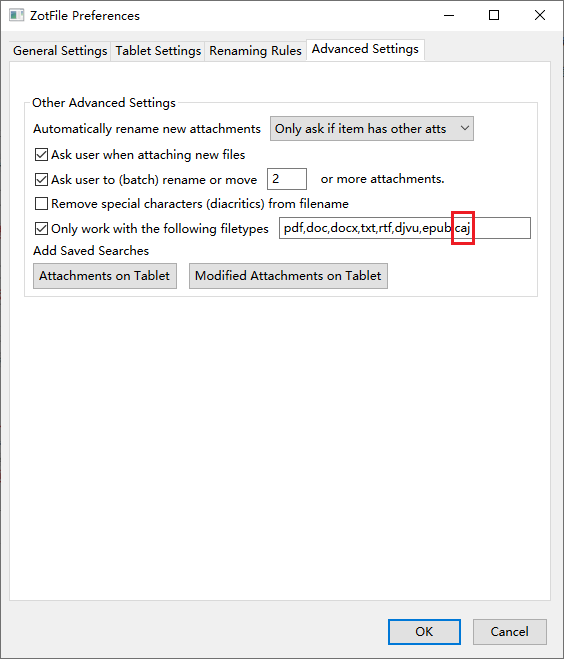 ZotFile Preferences
General Settings Tablet Settings Renaming Rules Advanced Settings
Other Advanced Settings
Automatically rename new attachments Only ask if item has other atts
Ask user when attaching new files
Ask user to (batch) rename or move 2 or more attachments.
Remove special characters (diacritics) from filename
Only work with the following filetypes pdf,doc,docx,txt,rtf,djvu,epub,caj
Add Saved Searches
Attachments on Tablet Modified Attachments on Tablet
OK Cancel